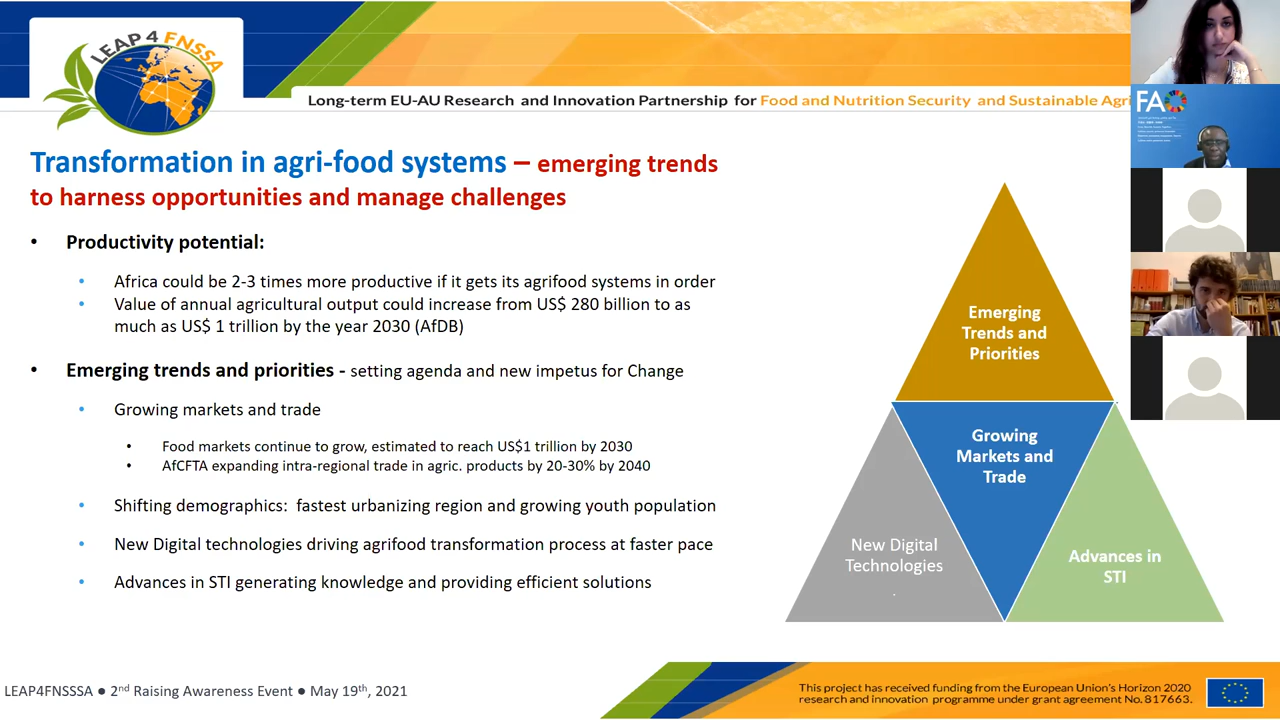 LEAP 4 FNSSA
FAO
Long-term EU-AU Research and Innovation Partnership for Food and Nutrition Security and Sustainable Agri
Transformation in agri-food systems – emerging trends
to harness opportunities and manage challenges
• Productivity potential:
• Africa could be 2-3 times more productive if it gets its agrifood systems in order
• Value of annual agricultural output could increase from US$ 280 billion to as
much as US$ 1 trillion by the year 2030 (AfDB)
• Emerging trends and priorities - setting agenda and new impetus for Change
• Growing markets and trade
• Food markets continue to grow, estimated to reach US$1 trillion by 2030
• AfCFTA expanding intra-regional trade in agric. products by 20-30% by 2040
• Shifting demographics: fastest urbanizing region and growing youth population
• New Digital technologies driving agrifood transformation process at faster pace
• Advances in STI generating knowledge and providing efficient solutions
Emerging
Trends and
Priorities
Growing
Markets and
Trade
New Digital
Technologies
.
Advances in
STI
LEAP4FNSSSA ● 2nd Raising Awareness Event ● May 19th, 2021
This project has received funding from the European Union's Horizon 2020
research and innovation programme under grant agreement No. 817663.